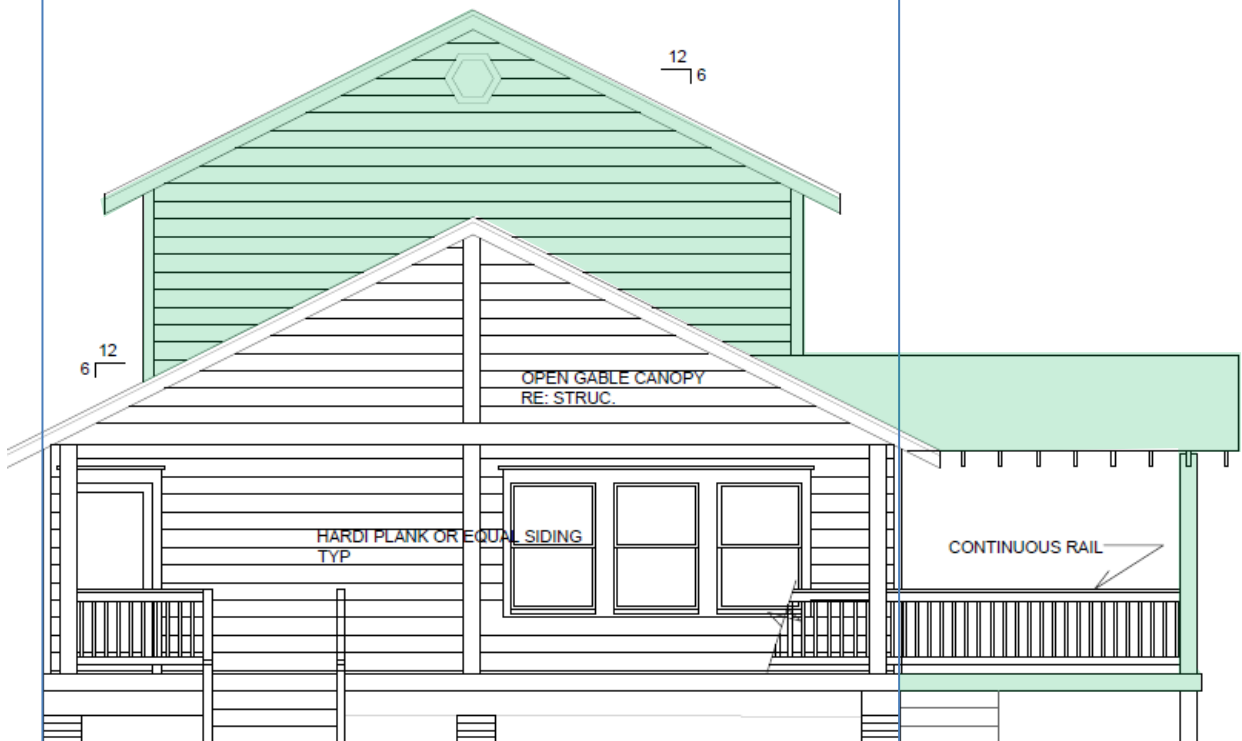 12
6
12
6
OPEN GABLE CANOPY
RE: STRUC.
HARDI PLANK OR EQUAL SIDING
TYP
CONTINUOUS RAIL